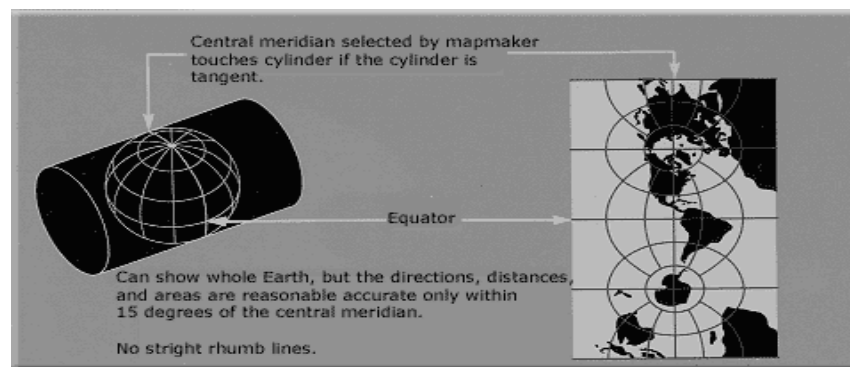 Central meridian selected by mapmaker
touches cylinder if the cylinder is
tangent.
Equator
Can show whole Earth, but the directions, distances,
and areas are reasonable accurate only within
15 degrees of the central meridian.
No stright rhumb lines.